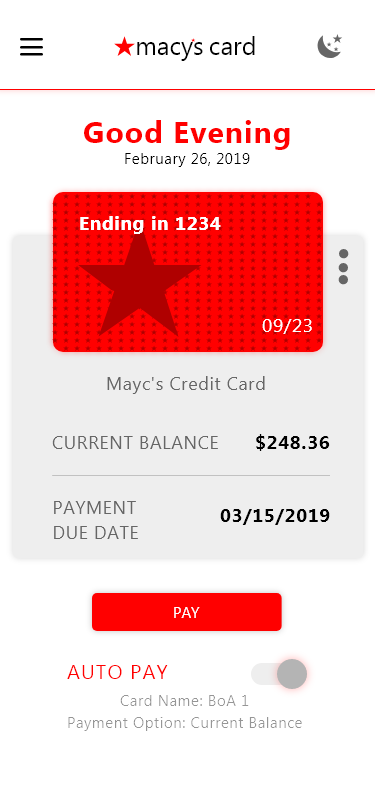 macy's card
Good Evening
February 26, 2019
Ending in 1234
09/23
Mayc's Credit Card
CURRENT BALANCE $248.36
PAYMENT
DUE DATE 03/15/2019
PAY
AUTO PAY
Card Name: BoA 1
Payment Option: Current Balance